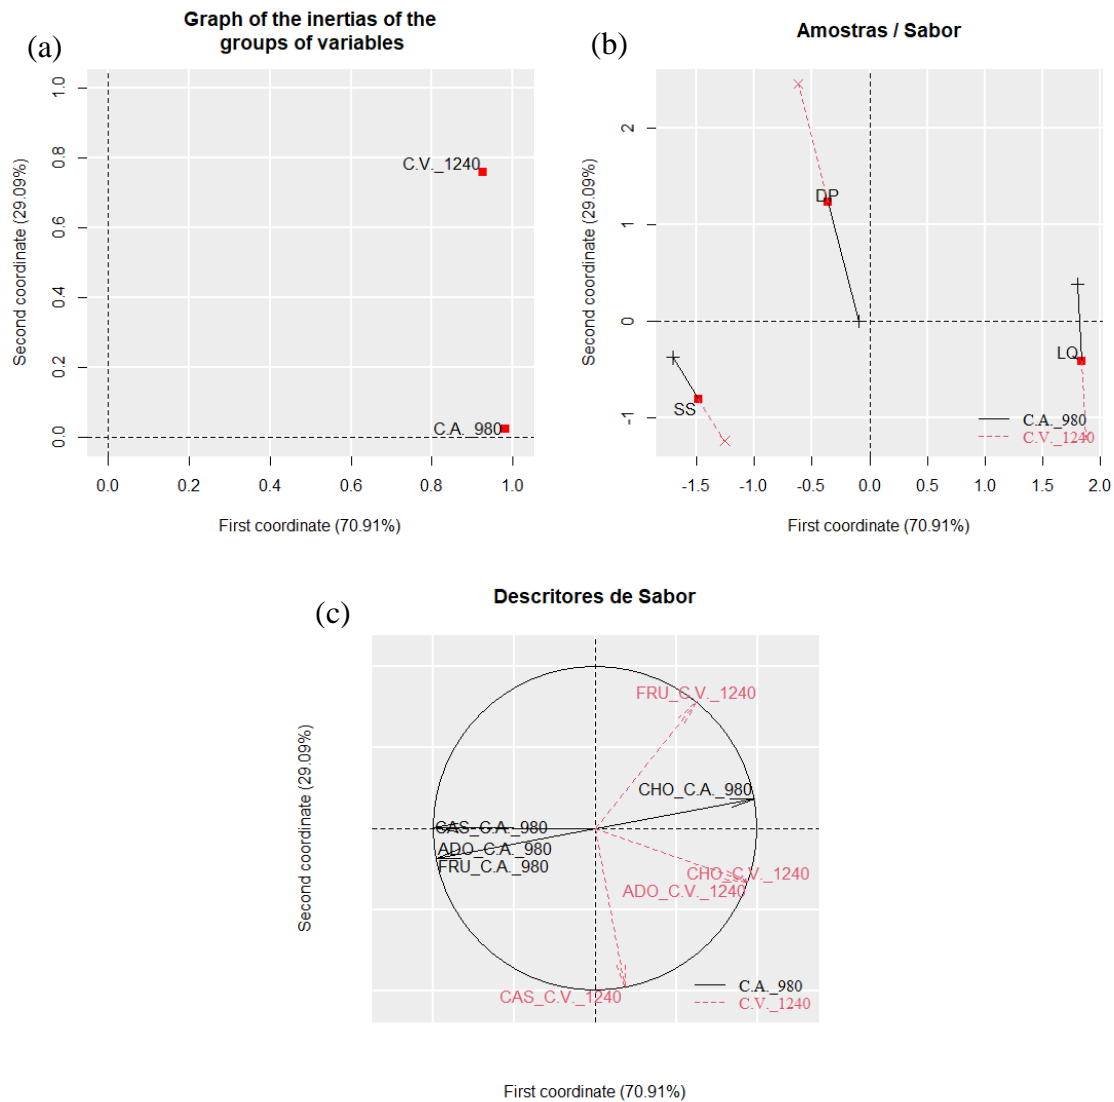 (a)
Graph of the inertias of the
groups of variables
Second coordinate (29.09%)
1.0
0.8
0.6
0.4
0.2
0.0
C.V._1240
C.A._980
0.0 0.2 0.4 0.6 0.8 1.0
First coordinate (70.91%)
(b)
Amostras / Sabor
Second coordinate (29.09%)
2
1
0
-1
DP
LQ
SS
C.A._980
C.V._1240
-1.5 -1.0 -0.5 0.0 0.5 1.0 1.5 2.0
First coordinate (70.91%)
(c)
Descritores de Sabor
Second coordinate (29.09%)
FRU_C.V._1240
CHO_C.A._980
CAS_C.A._980
ADO_C.A._980
FRU_C.A._980
CHO_C.V._1240
ADO_C.V._1240
CAS_C.V._1240
C.A._980
C.V._1240
First coordinate (70.91%)